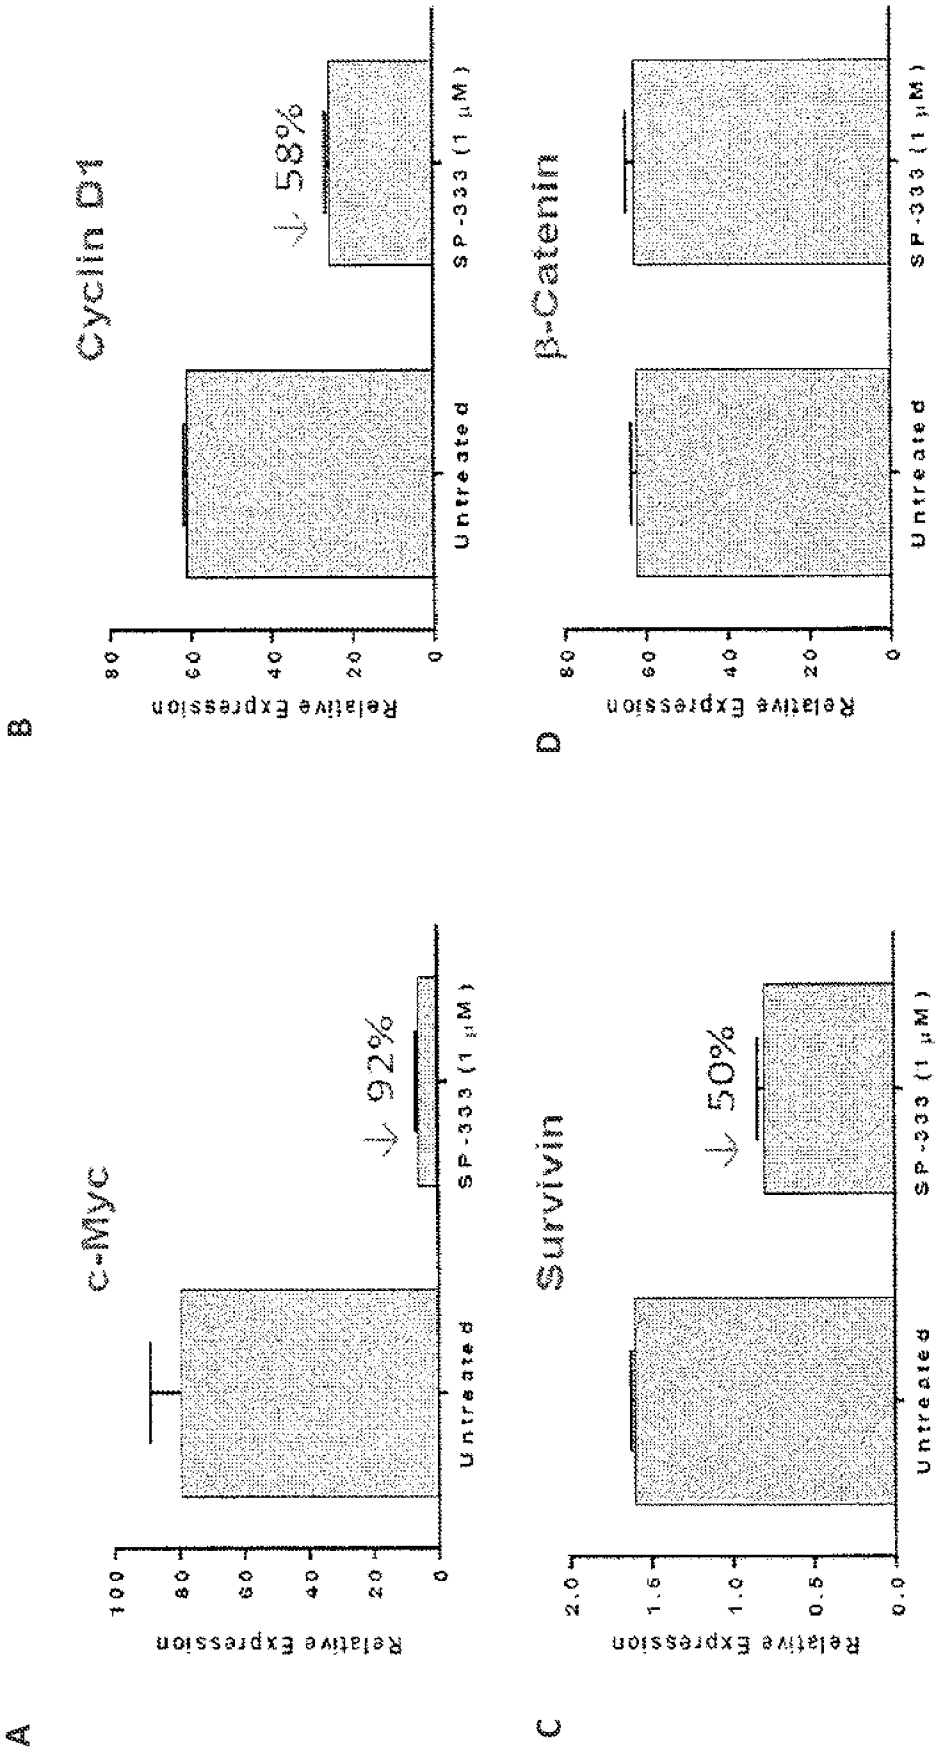 A
c-Myc
Relative Expression
100
80
60
40
20
0
↓ 92%
Untreated
SP-333 (1 µM)
B
Cyclin D1
Relative Expression
80
60
40
20
0
↓ 58%
Untreated
SP-333 (1 µM)
C
Survivin
Relative Expression
2.0
1.5
1.0
0.5
0.0
↓ 50%
Untreated
SP-333 (1 µM)
D
β-Catenin
Relative Expression
80
60
40
20
0
Untreated
SP-333 (1 µM)